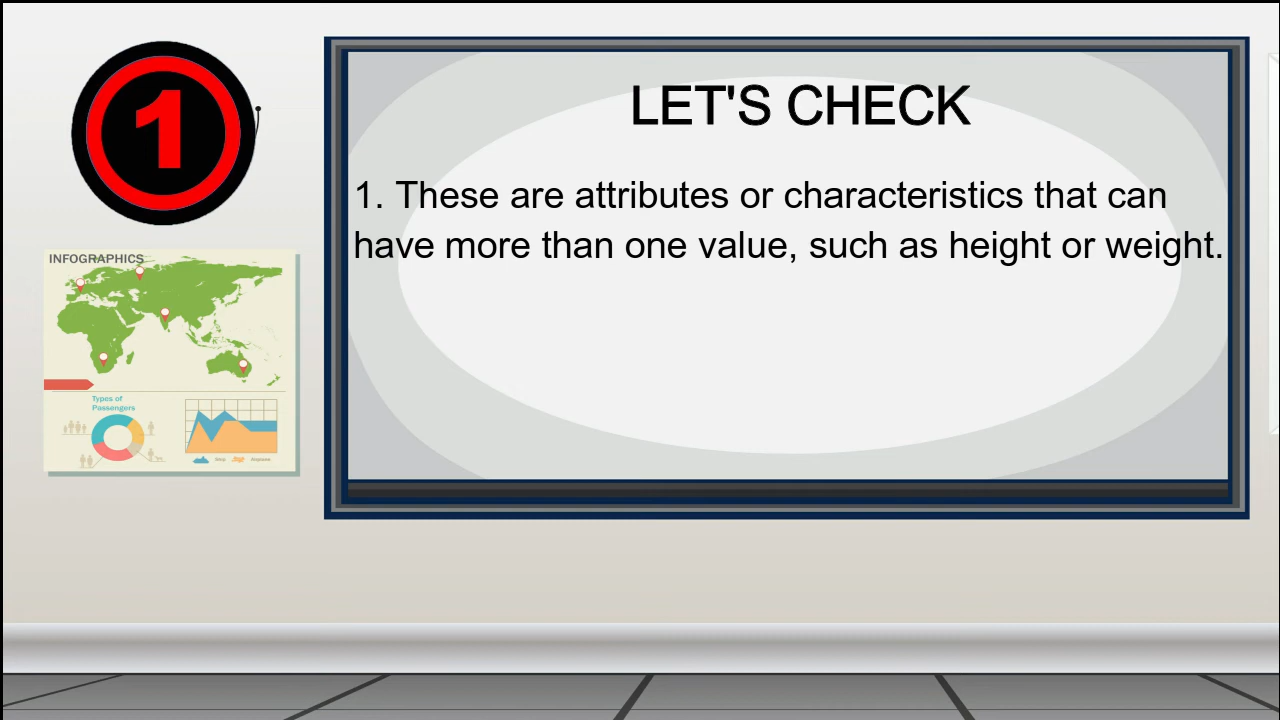 1
LET'S CHECK
1. These are attributes or characteristics that can
have more than one value, such as height or weight.
INFOGRAPHICS
Types of
Passengers